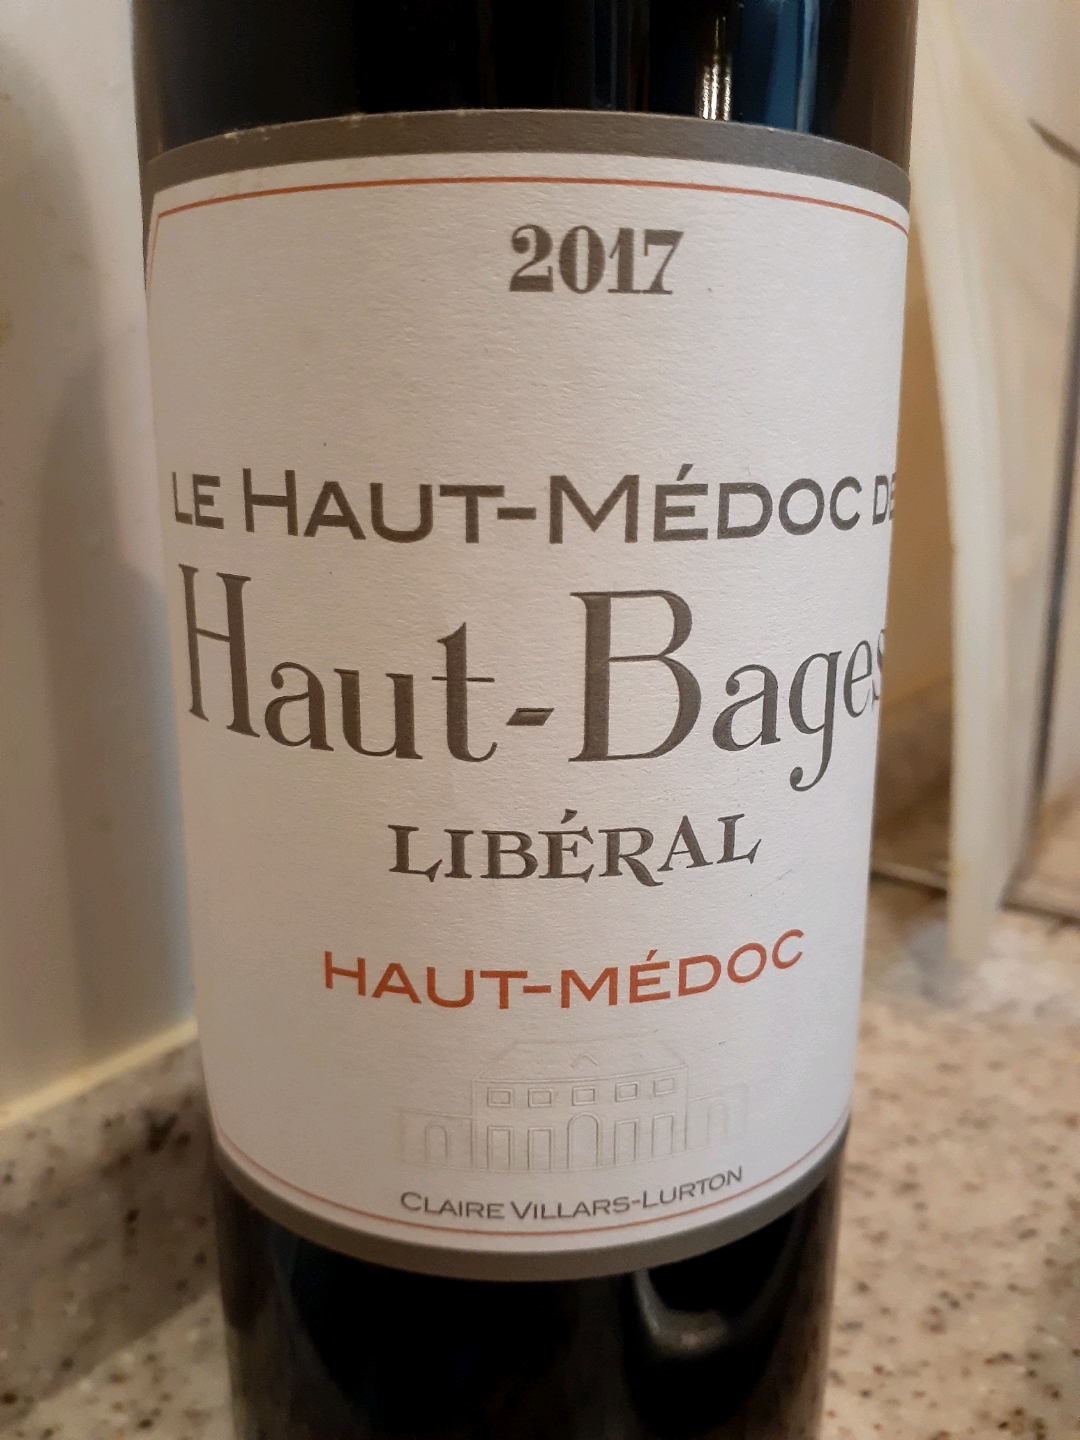 2017
LE HAUT-MÉDOC DE
Haut-Bages
LIBÉRAL
HAUT-MÉDOC
CLAIRE VILLARS-LURTON